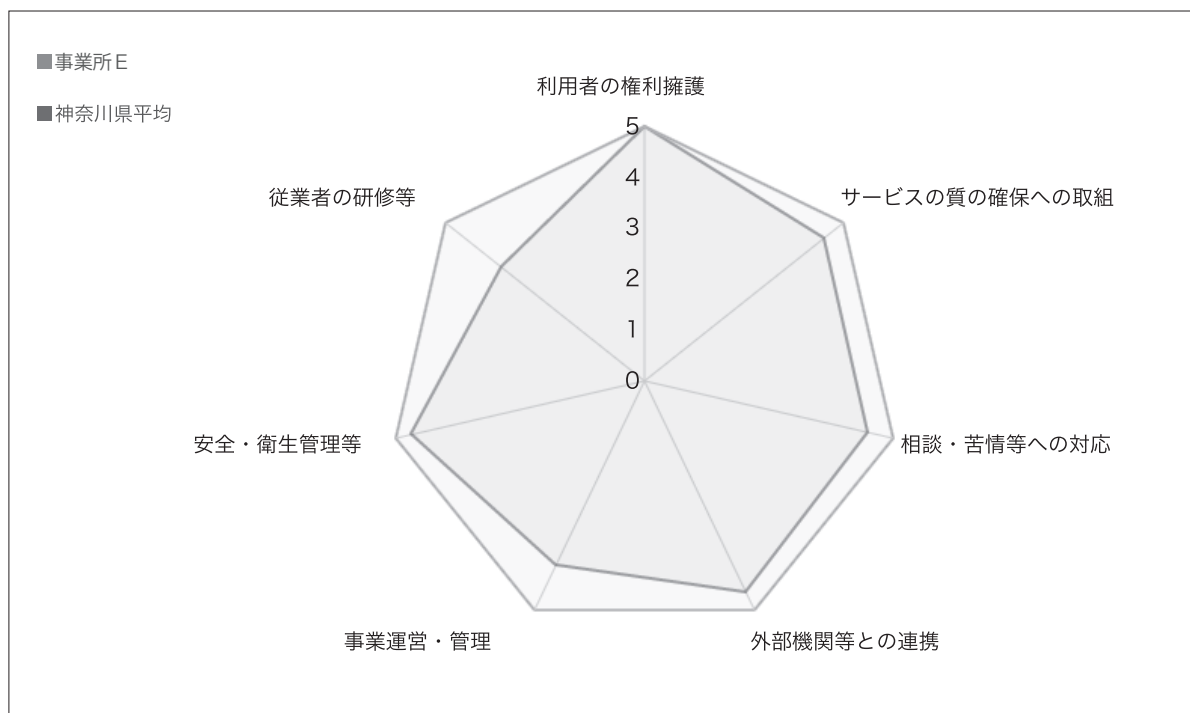 事業所E
神奈川県平均
利用者の権利擁護
5
4
3
2
1
0
サービスの質の確保への取組
相談・苦情等への対応
外部機関等との連携
事業運営・管理
安全・衛生管理等
従業者の研修等